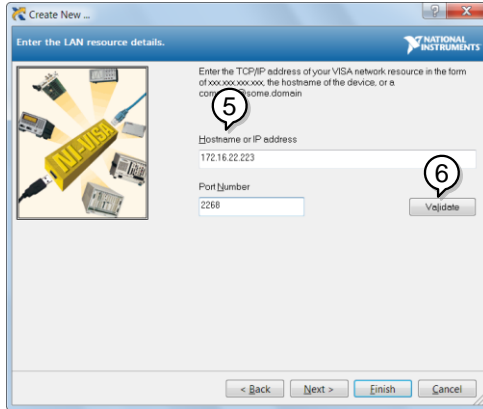 Create New ...
Enter the LAN resource details.
NATIONAL
INSTRUMENTS
Enter the TCP/IP address of your VISA network resource in the form
of xxx.xxx.xxx.xxx, the hostname of the device, or a
some.domain
5
Hostname or IP address
172.16.22.223
6
Port Number
2268
Validate
NI-VISA
< Back
Next >
Finish
Cancel